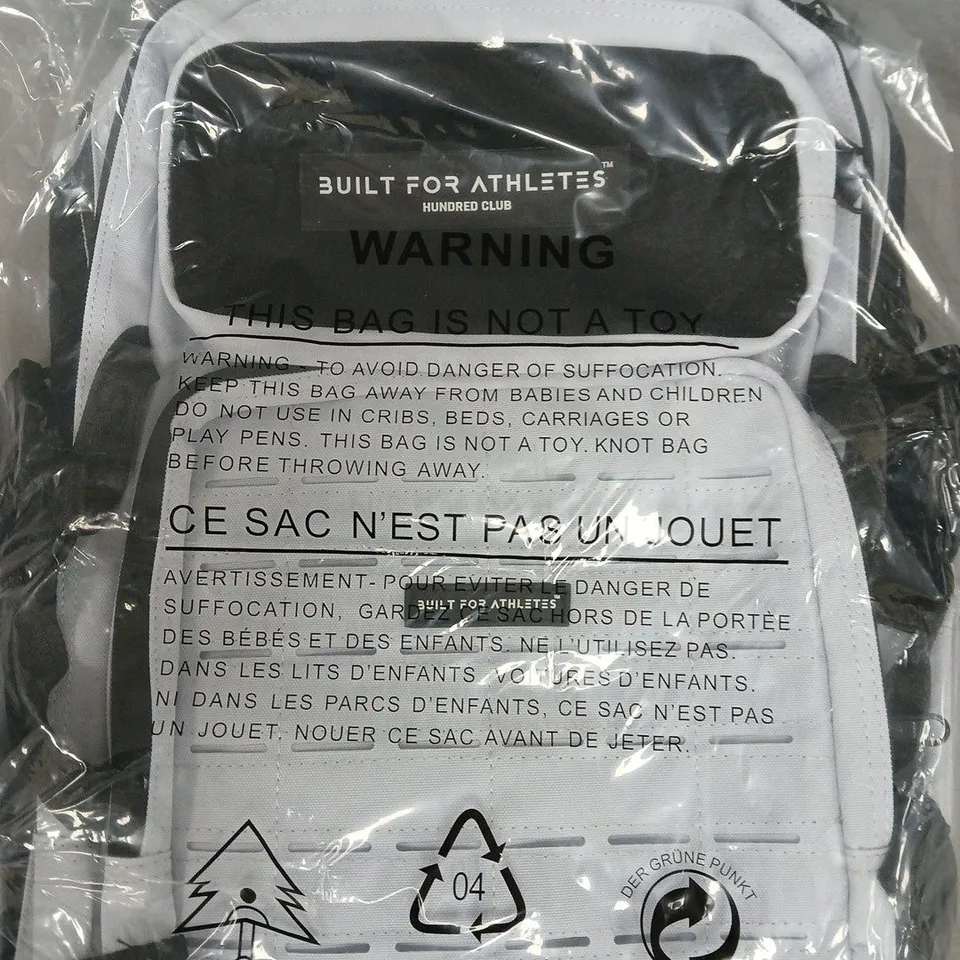 BUILT FOR ATHLETES™
HUNDRED CLUB
WARNING
THIS BAG IS NOT A TOY
WARNING - TO AVOID DANGER OF SUFFOCATION.
KEEP THIS BAG AWAY FROM BABIES AND CHILDREN
DO NOT USE IN CRIBS, BEDS, CARRIAGES OR
PLAY PENS. THIS BAG IS NOT A TOY. KNOT BAG
BEFORE THROWING AWAY.
CE SAC N'EST PAS UN JOUET
AVERTISSEMENT- POUR EVITER LE DANGER DE
BUILT FOR ATHLETES™
SUFFOCATION, GARDEZ CE SAC HORS DE LA PORTÈE
DES BÉBÉS ET DES ENFANTS. NE L'UTILISEZ PAS.
DANS LES LITS D'ENFANTS, VOITURES D'ENFANTS.
NI DANS LES PARCS D'ENFANTS, CE SAC N'EST PAS
UN JOUET. NOUER CE SAC AVANT DE JETER.
04
DER GRÜNE PUNKT